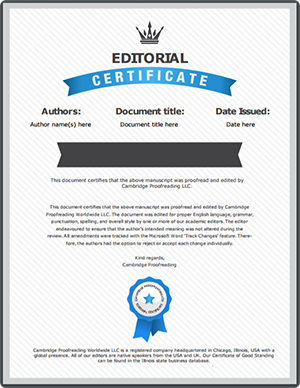 EDITORIAL
CERTIFICATE
Authors: Document title: Date Issued:
Author name(s) here Document title here Date here
This document certifies that the above manuscript was proofread and edited by
Cambridge Proofreading LLC.
This document certifies that the above manuscript was proofread and edited by Cambridge
Proofreading Worldwide LLC. The document was edited for proper English language, grammar,
punctuation, spelling, and overall style by one or more of our academic editors. The editor
endeavoured to ensure that the author's intended meaning was not altered during the
review. All amendments were tracked with the Microsoft Word "Track Changes" feature. There-
fore, the authors had the option to reject or accept each change individually.
Kind regards,
Cambridge Proofreading
Cambridge Proofreading Worldwide LLC is a registered company headquartered in Chicago, Illinois, USA with a
global presence. All of our editors are native speakers from the USA and UK. Our Certificate of Good Standing
can be found in the Illinois state business database.